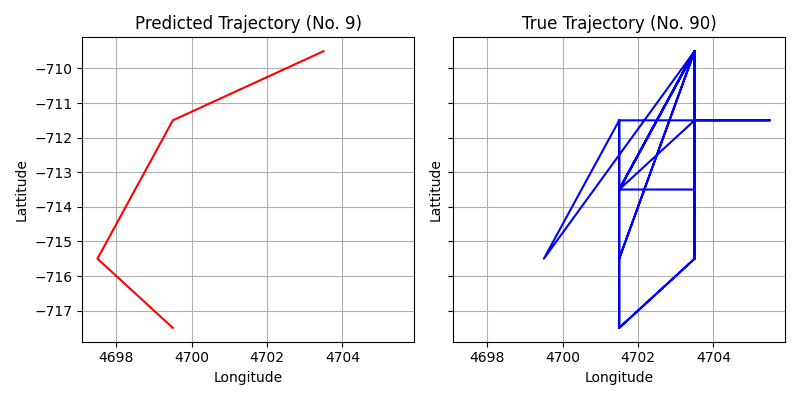 Predicted Trajectory (No. 9)
True Trajectory (No. 90)
Lattitude
−710
−711
−712
−713
−714
−715
−716
−717
4698
4700
4702
4704
Longitude
Lattitude
4698
4700
4702
4704
Longitude